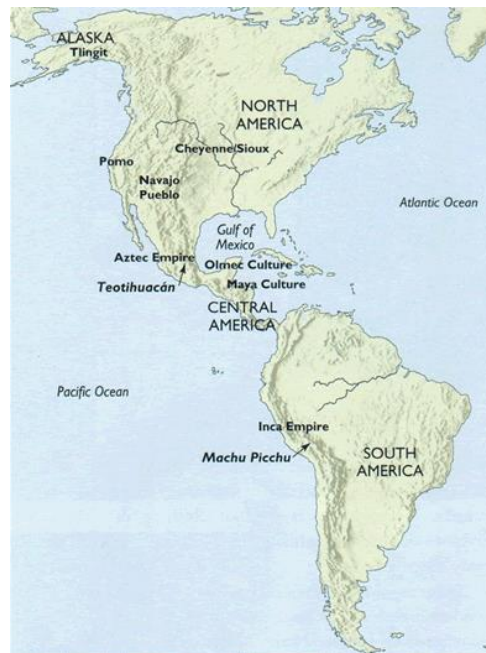 ALASKA
Tlingit
NORTH
AMERICA
Cheyenne/Sioux
Pomo
Navajo
Pueblo
Atlantic Ocean
Gulf of
Mexico
Aztec Empire
Olmec Culture
Teotihuacán
Maya Culture
CENTRAL
AMERICA
Pacific Ocean
Inca Empire
Machu Picchu
SOUTH
AMERICA